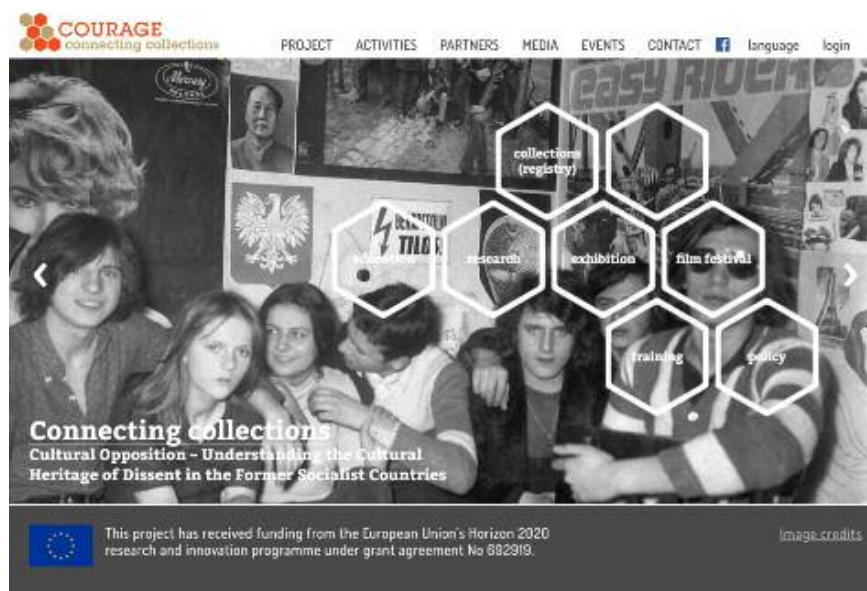 COURAGE
connecting collections
PROJECT ACTIVITIES PARTNERS MEDIA EVENTS CONTACT f language login
Mercury
easy RIDER
collections
(registry)
education research exhibition film festival
training policy
Connecting collections
Cultural Opposition – Understanding the Cultural
Heritage of Dissent in the Former Socialist Countries
This project has received funding from the European Union's Horizon 2020
research and innovation programme under grant agreement No 682919.
Image credits